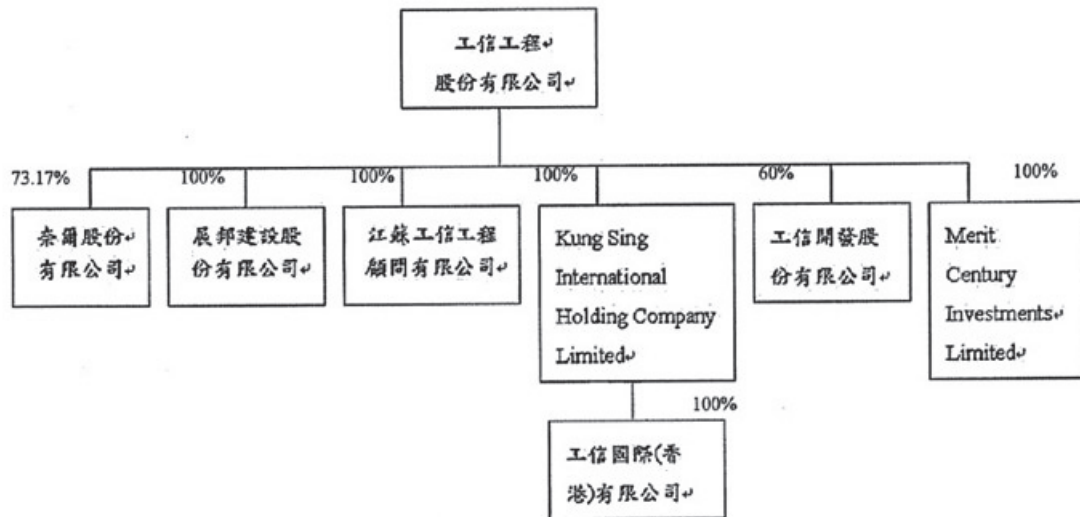 工信工程
股份有限公司
73.17%
100%
100%
100%
60%
100%
奈爾股份
有限公司
展邦建設股
份有限公司
江蘇工信工程
顧問有限公司
Kung Sing
International
Holding Company
Limited
工信開發股
份有限公司
Merit
Century
Investments
Limited
100%
工信國際(香
港)有限公司